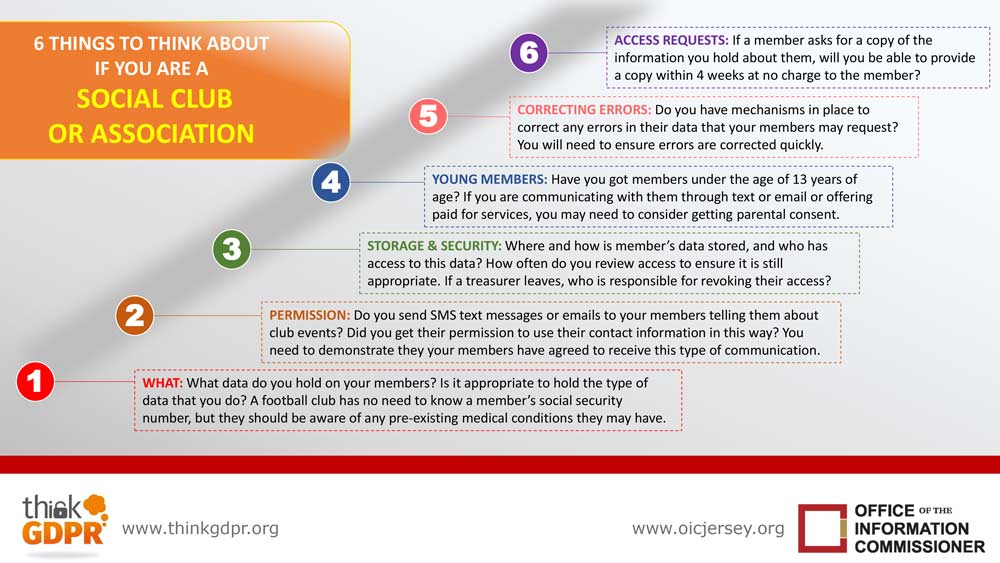 6 THINGS TO THINK ABOUT
IF YOU ARE A
SOCIAL CLUB
OR ASSOCIATION
6
ACCESS REQUESTS: If a member asks for a copy of the
information you hold about them, will you be able to provide
a copy within 4 weeks at no charge to the member?
5
CORRECTING ERRORS: Do you have mechanisms in place to
correct any errors in their data that your members may request?
You will need to ensure errors are corrected quickly.
4
YOUNG MEMBERS: Have you got members under the age of 13 years of
age? If you are communicating with them through text or email or offering
paid for services, you may need to consider getting parental consent.
3
STORAGE & SECURITY: Where and how is member's data stored, and who has
access to this data? How often do you review access to ensure it is still
appropriate. If a treasurer leaves, who is responsible for revoking their access?
2
PERMISSION: Do you send SMS text messages or emails to your members telling them about
club events? Did you get their permission to use their contact information in this way? You
need to demonstrate they your members have agreed to receive this type of communication.
1
WHAT: What data do you hold on your members? Is it appropriate to hold the type of
data that you do? A football club has no need to know a member's social security
number, but they should be aware of any pre-existing medical conditions they may have.
think
GDPR
www.thinkgdpr.org
www.oicjersey.org
OFFICE OF THE
INFORMATION
COMMISSIONER